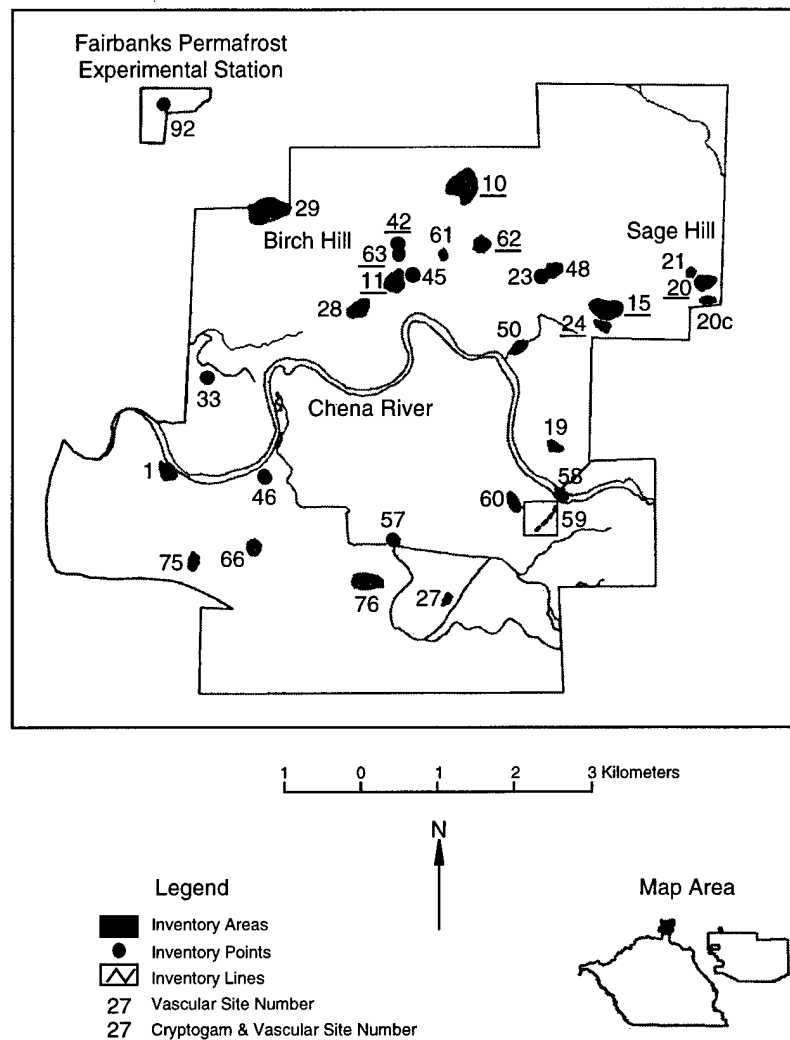 Fairbanks Permafrost
Experimental Station
92
10
29
42
Birch Hill
63
61
62
Sage Hill
11
45
23
48
21
20
28
15
24
20c
50
33
Chena River
19
1
46
58
60
59
57
75
66
76
27
1 0 1 2 3 Kilometers
N
Legend
Map Area
Inventory Areas
Inventory Points
Inventory Lines
27 Vascular Site Number
27 Cryptogam & Vascular Site Number